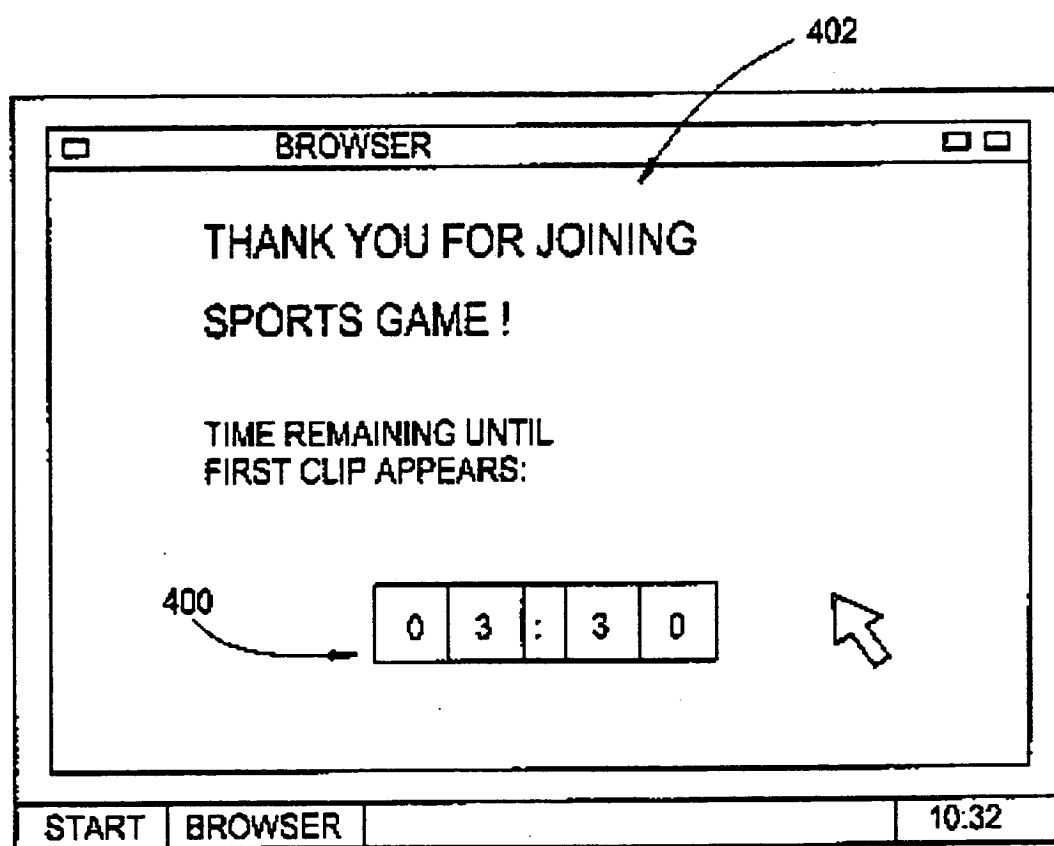 402
BROWSER
THANK YOU FOR JOINING
SPORTS GAME !
TIME REMAINING UNTIL
FIRST CLIP APPEARS:
400
0 3 : 3 0
START BROWSER 10:32